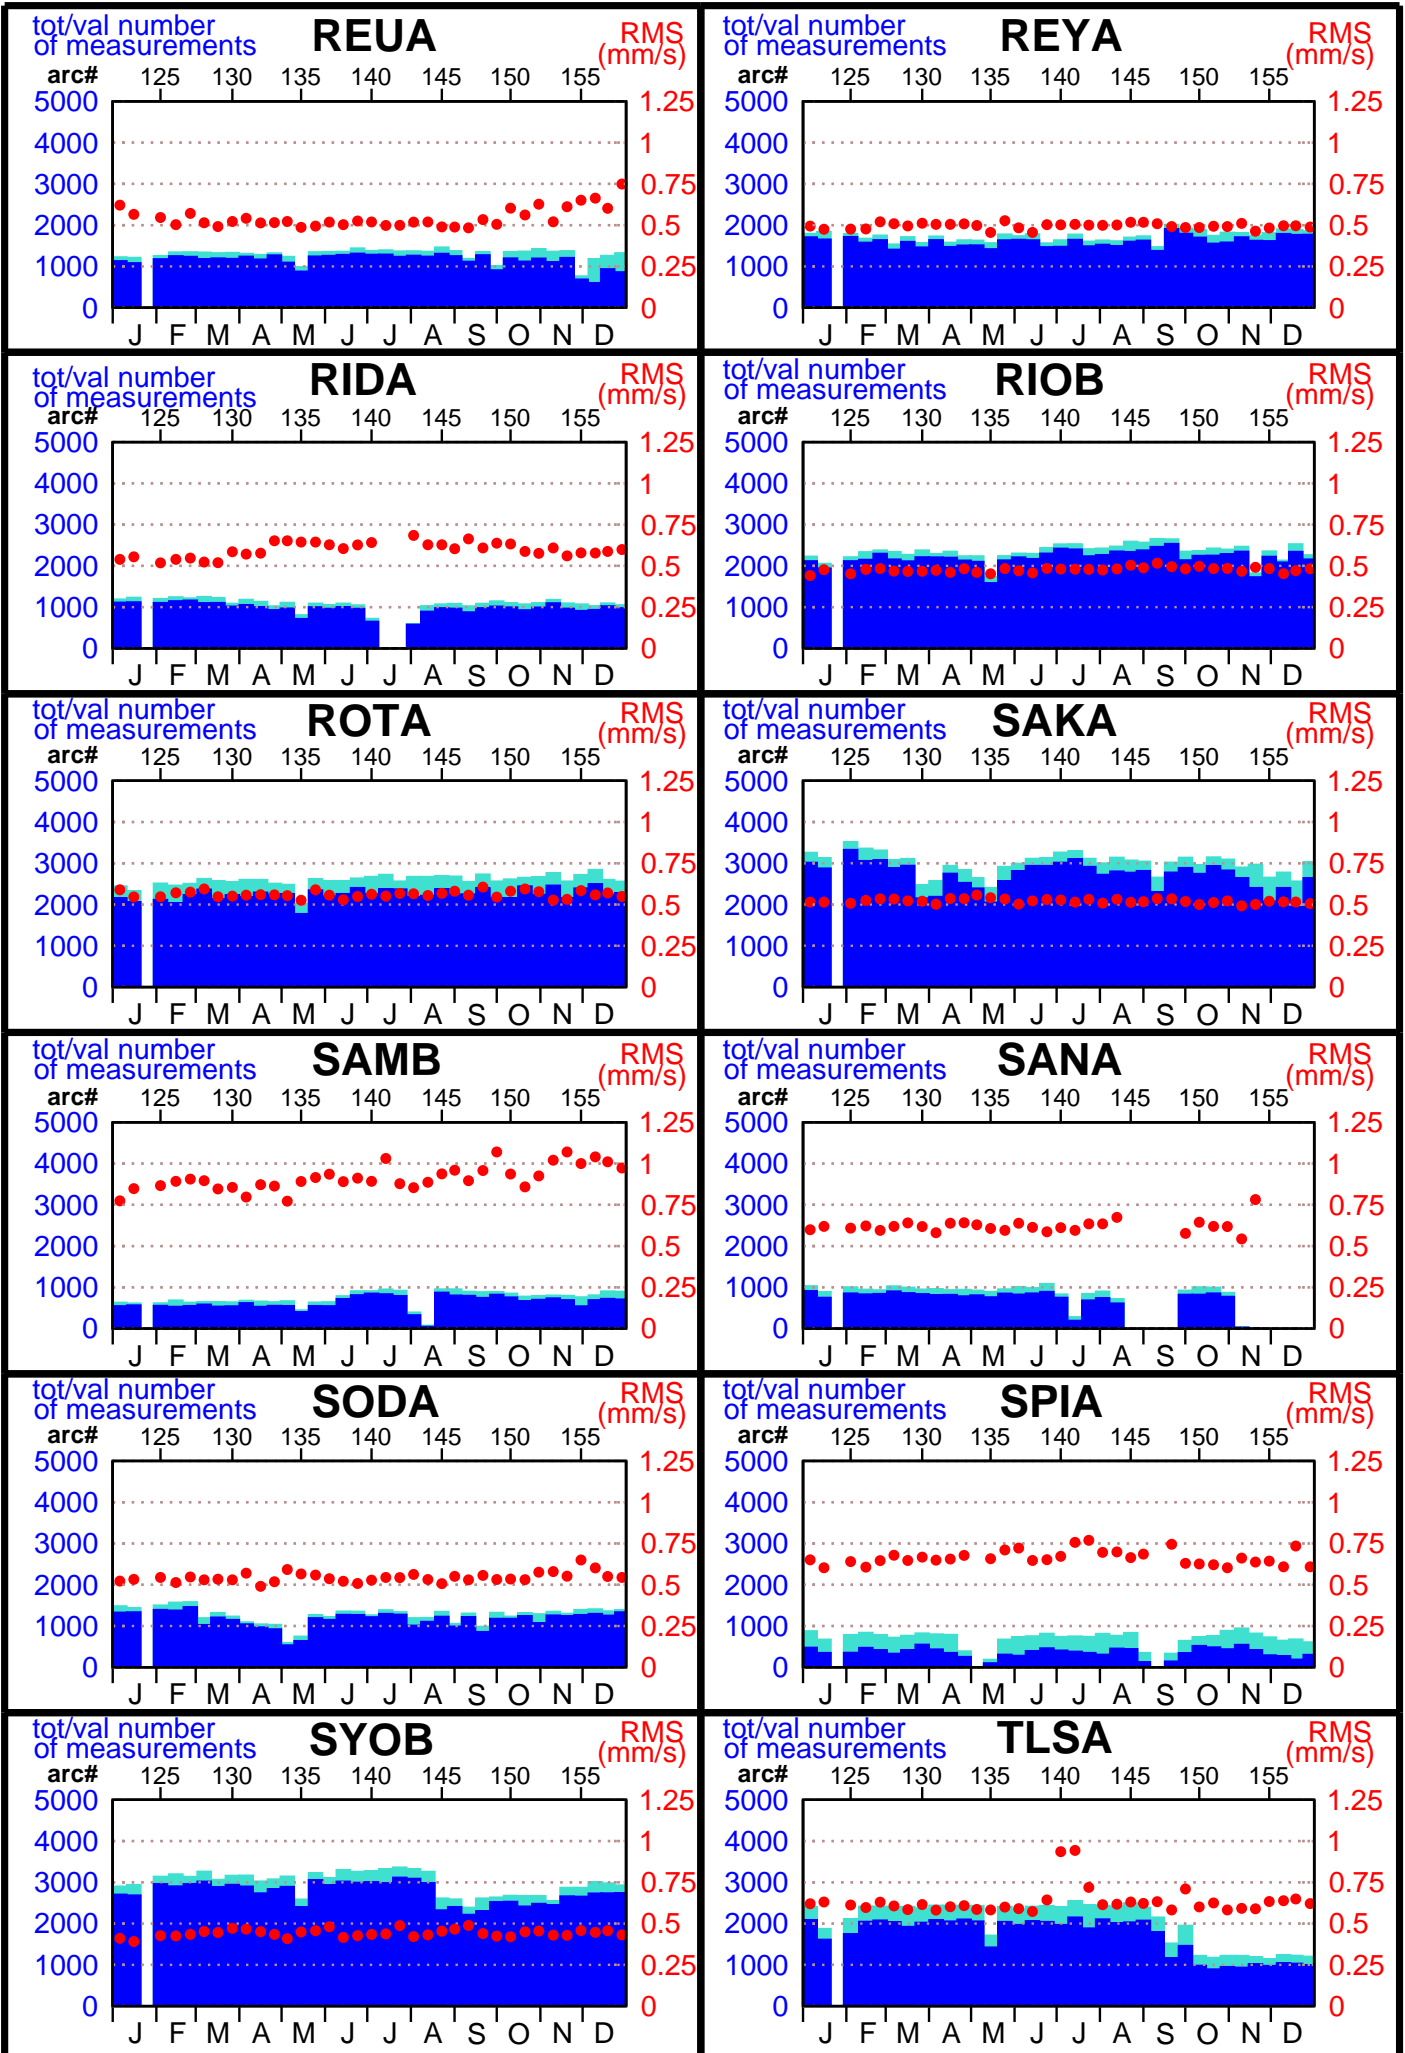 tot/val number REUA RMS
of measurements (mm/s)
arc# 125 130 135 140 145 150 155
5000 1.25
4000 1
3000 0.75
2000 0.5
1000 0.25
0 0
J F M A M J J A S O N D
tot/val number REYA RMS
of measurements (mm/s)
arc# 125 130 135 140 145 150 155
5000 1.25
4000 1
3000 0.75
2000 0.5
1000 0.25
0 0
J F M A M J J A S O N D
tot/val number RIDA RMS
of measurements (mm/s)
arc# 125 130 135 140 145 150 155
5000 1.25
4000 1
3000 0.75
2000 0.5
1000 0.25
0 0
J F M A M J J A S O N D
tot/val number RIOB RMS
of measurements (mm/s)
arc# 125 130 135 140 145 150 155
5000 1.25
4000 1
3000 0.75
2000 0.5
1000 0.25
0 0
J F M A M J J A S O N D
tot/val number ROTA RMS
of measurements (mm/s)
arc# 125 130 135 140 145 150 155
5000 1.25
4000 1
3000 0.75
2000 0.5
1000 0.25
0 0
J F M A M J J A S O N D
tot/val number SAKA RMS
of measurements (mm/s)
arc# 125 130 135 140 145 150 155
5000 1.25
4000 1
3000 0.75
2000 0.5
1000 0.25
0 0
J F M A M J J A S O N D
tot/val number SAMB RMS
of measurements (mm/s)
arc# 125 130 135 140 145 150 155
5000 1.25
4000 1
3000 0.75
2000 0.5
1000 0.25
0 0
J F M A M J J A S O N D
tot/val number SANA RMS
of measurements (mm/s)
arc# 125 130 135 140 145 150 155
5000 1.25
4000 1
3000 0.75
2000 0.5
1000 0.25
0 0
J F M A M J J A S O N D
tot/val number SODA RMS
of measurements (mm/s)
arc# 125 130 135 140 145 150 155
5000 1.25
4000 1
3000 0.75
2000 0.5
1000 0.25
0 0
J F M A M J J A S O N D
tot/val number SPIA RMS
of measurements (mm/s)
arc# 125 130 135 140 145 150 155
5000 1.25
4000 1
3000 0.75
2000 0.5
1000 0.25
0 0
J F M A M J J A S O N D
tot/val number SYOB RMS
of measurements (mm/s)
arc# 125 130 135 140 145 150 155
5000 1.25
4000 1
3000 0.75
2000 0.5
1000 0.25
0 0
J F M A M J J A S O N D
tot/val number TLSA RMS
of measurements (mm/s)
arc# 125 130 135 140 145 150 155
5000 1.25
4000 1
3000 0.75
2000 0.5
1000 0.25
0 0
J F M A M J J A S O N D